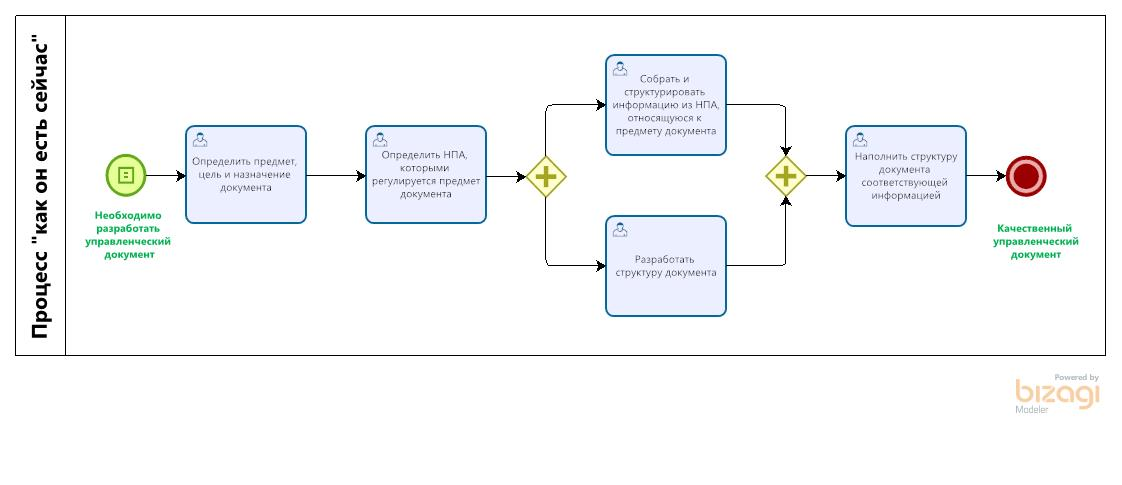 Процесс "как он есть сейчас"
Необходимо
разработать
управленческий
документ
Определить предмет,
цель и назначение
документа
Определить НПА,
которыми
регулируется предмет
документа
Собрать и
структурировать
информацию из НПА,
относящуюся к
предмету документа
Разработать
структуру документа
Наполнить структуру
документа
соответствующей
информацией
Качественный
управленческий
документ
Powered by
bizagi
Modeler